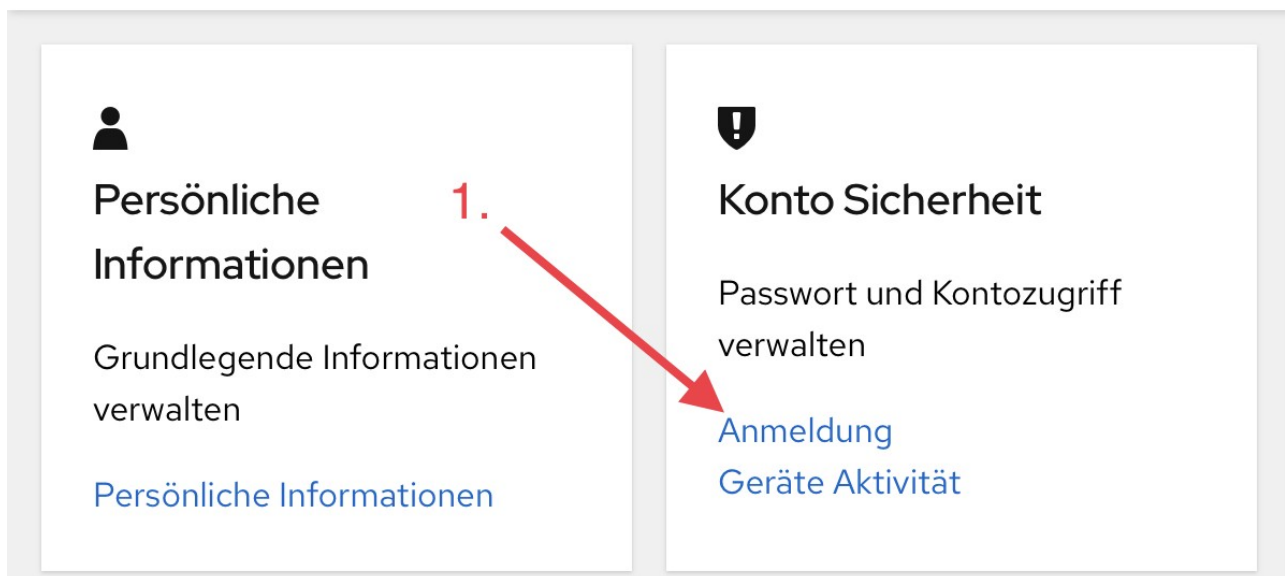 Persönliche
Informationen
Grundlegende Informationen
verwalten
Persönliche Informationen
1.
Konto Sicherheit
Passwort und Kontozugriff
verwalten
Anmeldung
Geräte Aktivität